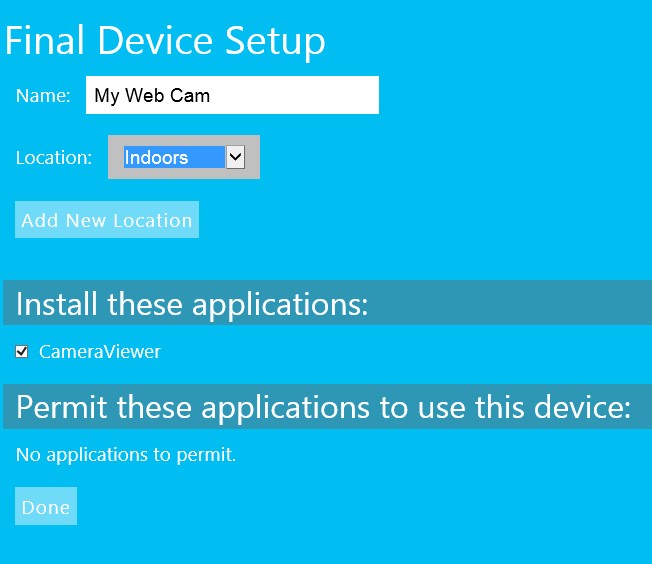 Final Device Setup
Name: My Web Cam
Location: Indoors
Add New Location
Install these applications:
CameraViewer
Permit these applications to use this device:
No applications to permit.
Done